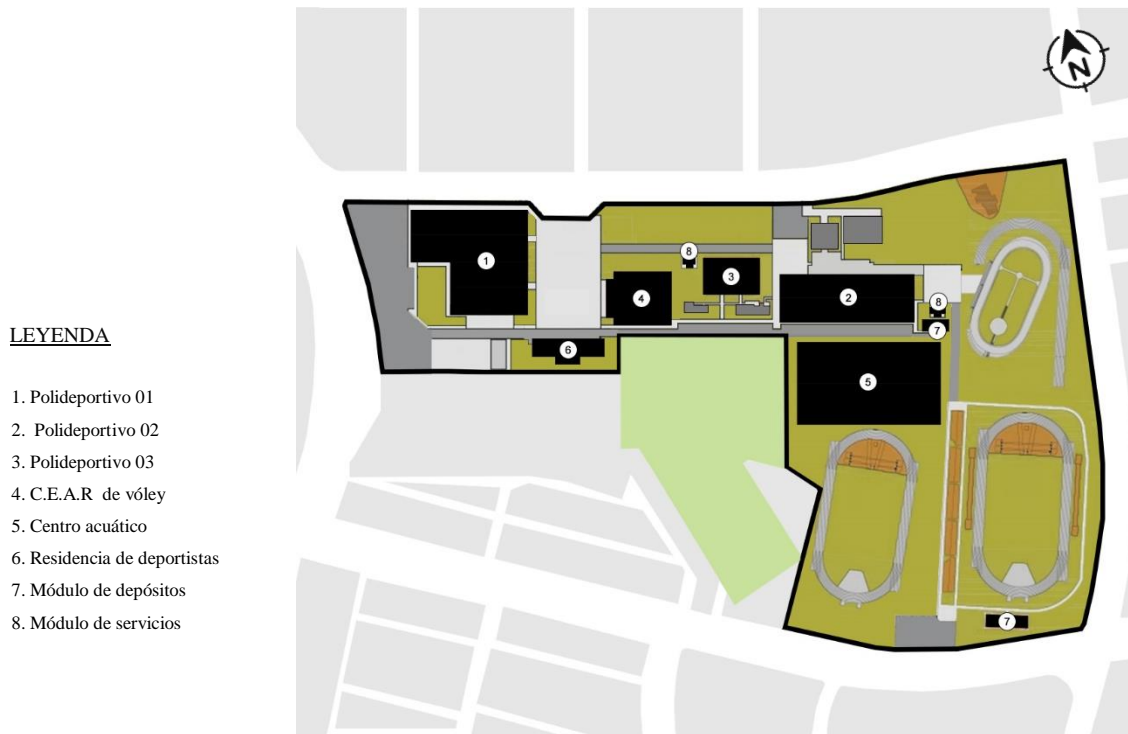 LEYENDA
1. Polideportivo 01
2. Polideportivo 02
3. Polideportivo 03
4. C.E.A.R de vóley
5. Centro acuático
6. Residencia de deportistas
7. Módulo de depósitos
8. Módulo de servicios
N
1
8
3
4
2
8
7
6
5
7